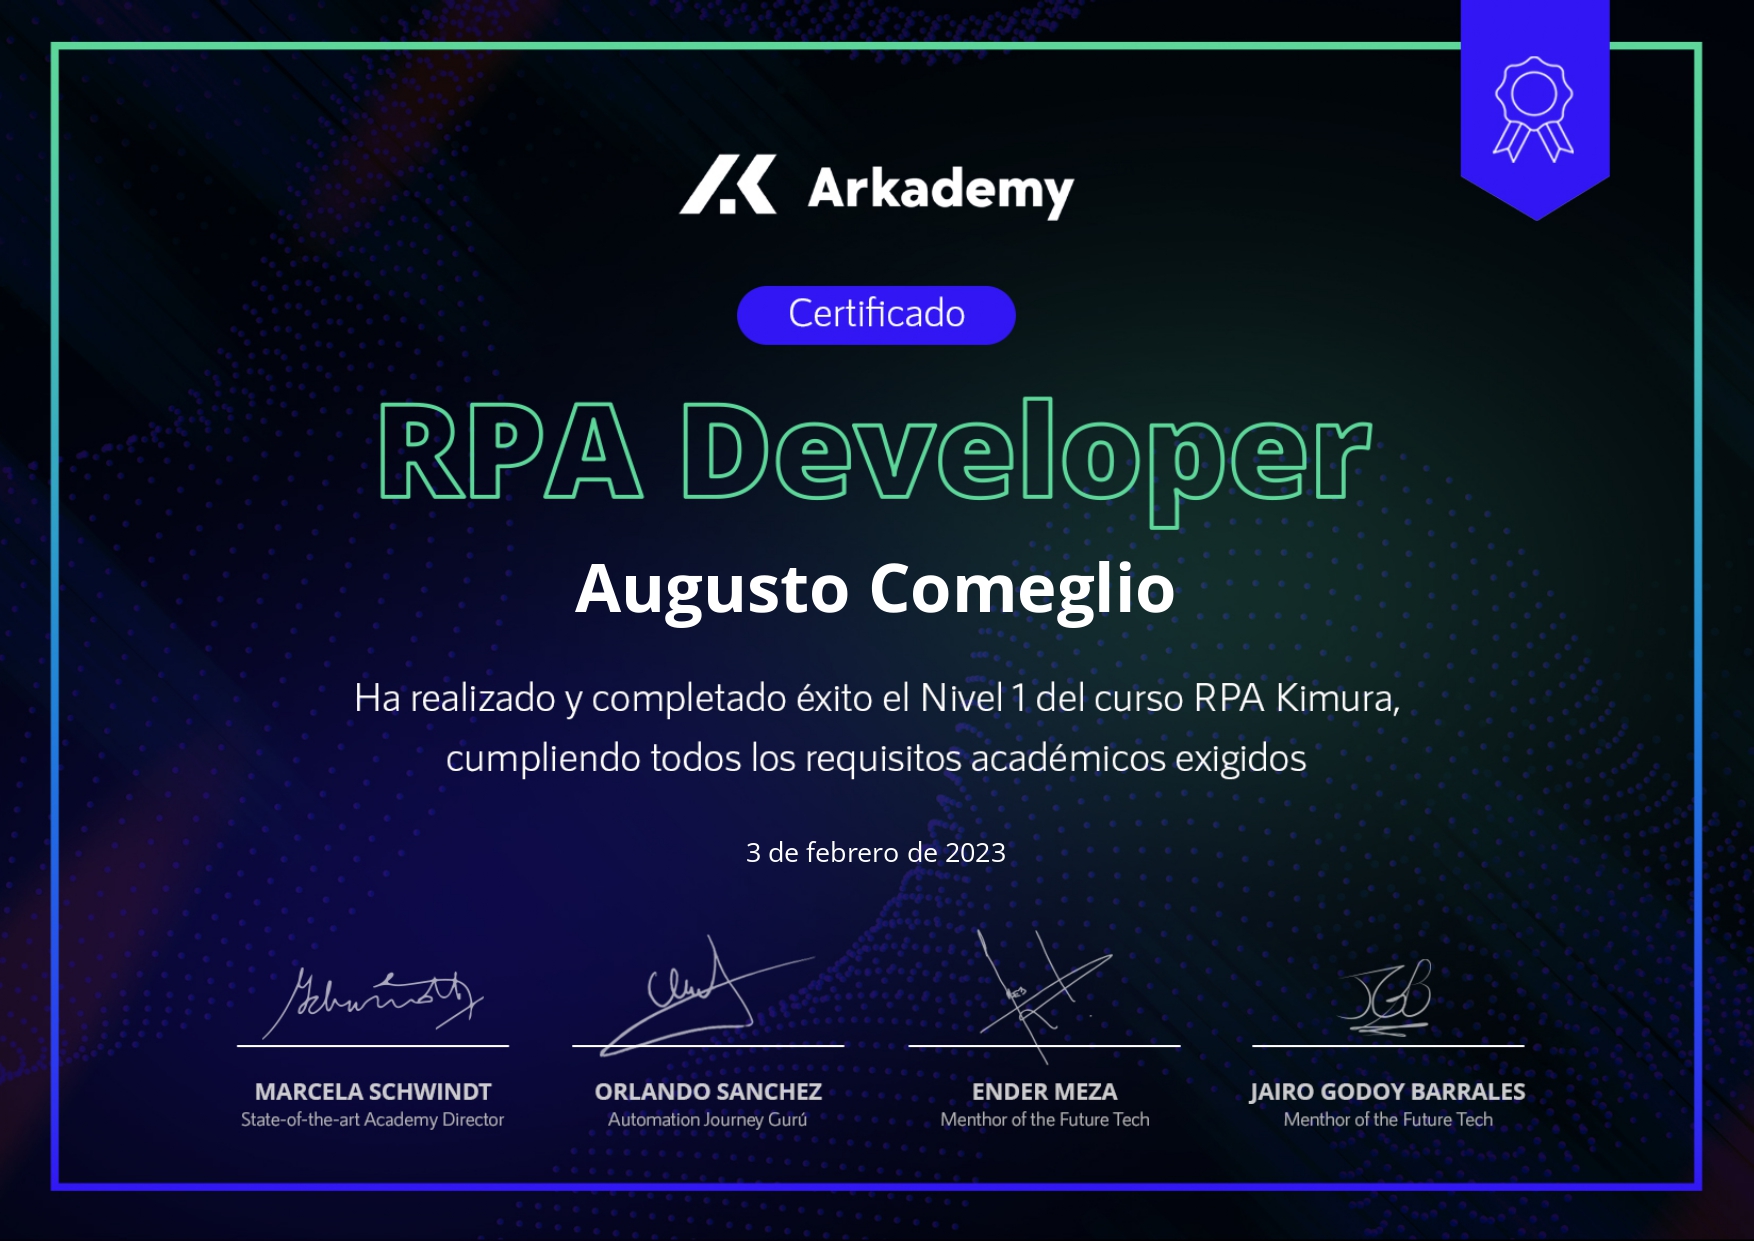 Arkademy
Certificado
RPA Developer
Augusto Comeglio
Ha realizado y completado éxito el Nivel 1 del curso RPA Kimura,
cumpliendo todos los requisitos académicos exigidos
3 de febrero de 2023
MARCELA SCHWINDT
State-of-the-art Academy Director
ORLANDO SANCHEZ
Automation Journey Gurú
ENDER MEZA
Menthor of the Future Tech
JAIRO GODOY BARRALES
Menthor of the Future Tech